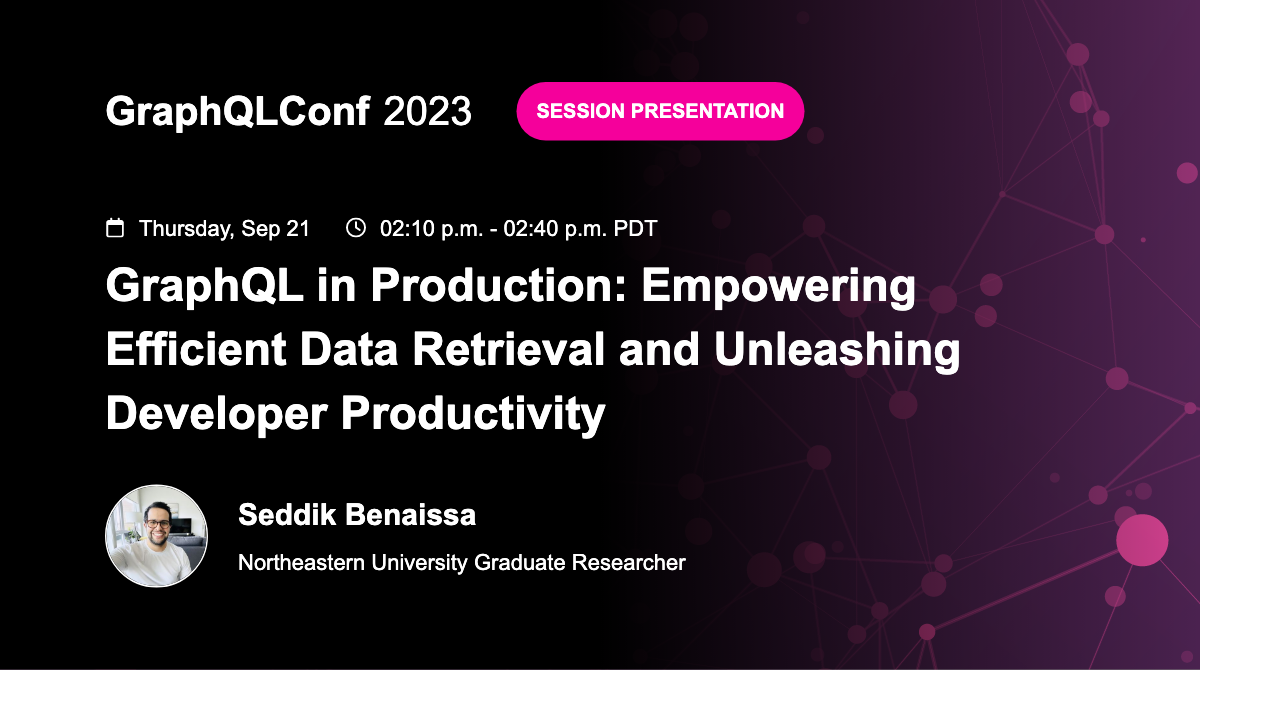 GraphQLConf 2023
SESSION PRESENTATION
Thursday, Sep 21
02:10 p.m. - 02:40 p.m. PDT
GraphQL in Production: Empowering
Efficient Data Retrieval and Unleashing
Developer Productivity
Seddik Benaissa
Northeastern University Graduate Researcher